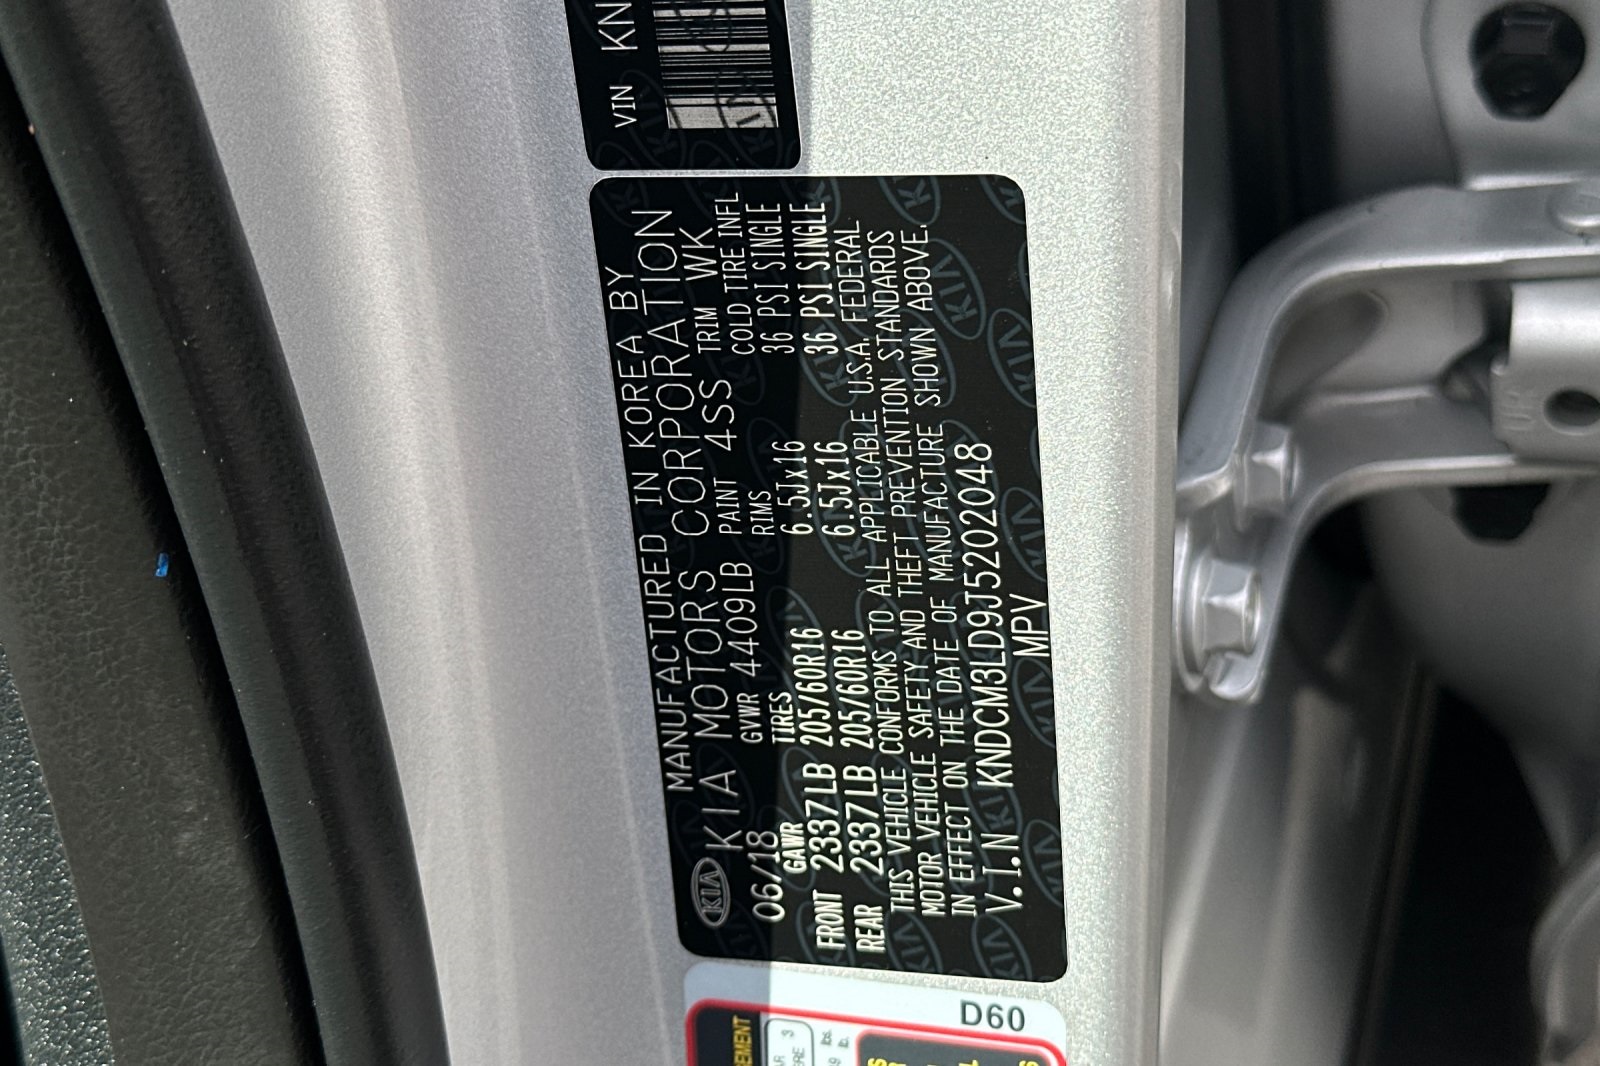 VIN KN
MANUFACTURED IN KOREA BY
KIA KIA MOTORS CORPORATION
06/18 GVWR 4409LB PAINT 4SS TRIM WK
GAWR TIRES RIMS COLD TIRE INFL
FRONT 2337LB 205/60R16 6.5Jx16 36 PSI SINGLE
REAR 2337LB 205/60R16 6.5Jx16 36 PSI SINGLE
THIS VEHICLE CONFORMS TO ALL APPLICABLE U.S.A. FEDERAL
MOTOR VEHICLE SAFETY AND THEFT PREVENTION STANDARDS
IN EFFECT ON THE DATE OF MANUFACTURE SHOWN ABOVE.
V.I.N KNDCM3LD9J5202048
MPV
D60